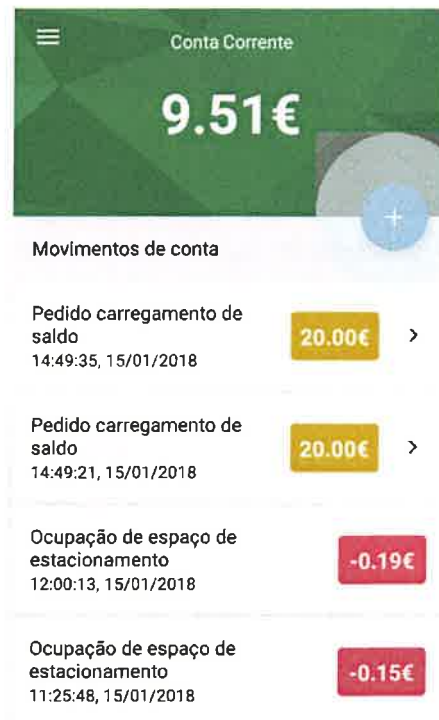 Conta Corrente
9.51€
+
Movimentos de conta
Pedido carregamento de
saldo
14:49:35, 15/01/2018
20.00€
Pedido carregamento de
saldo
14:49:21, 15/01/2018
20.00€
Ocupação de espaço de
estacionamento
12:00:13, 15/01/2018
-0.19€
Ocupação de espaço de
estacionamento
11:25:48, 15/01/2018
-0.15€